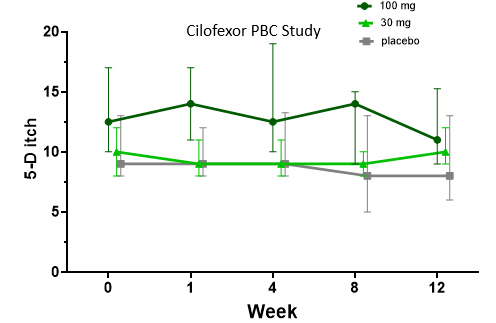 100 mg
30 mg
placebo
Cilofexor PBC Study
20
15
10
5
0
5-D itch
0 1 4 8 12
Week